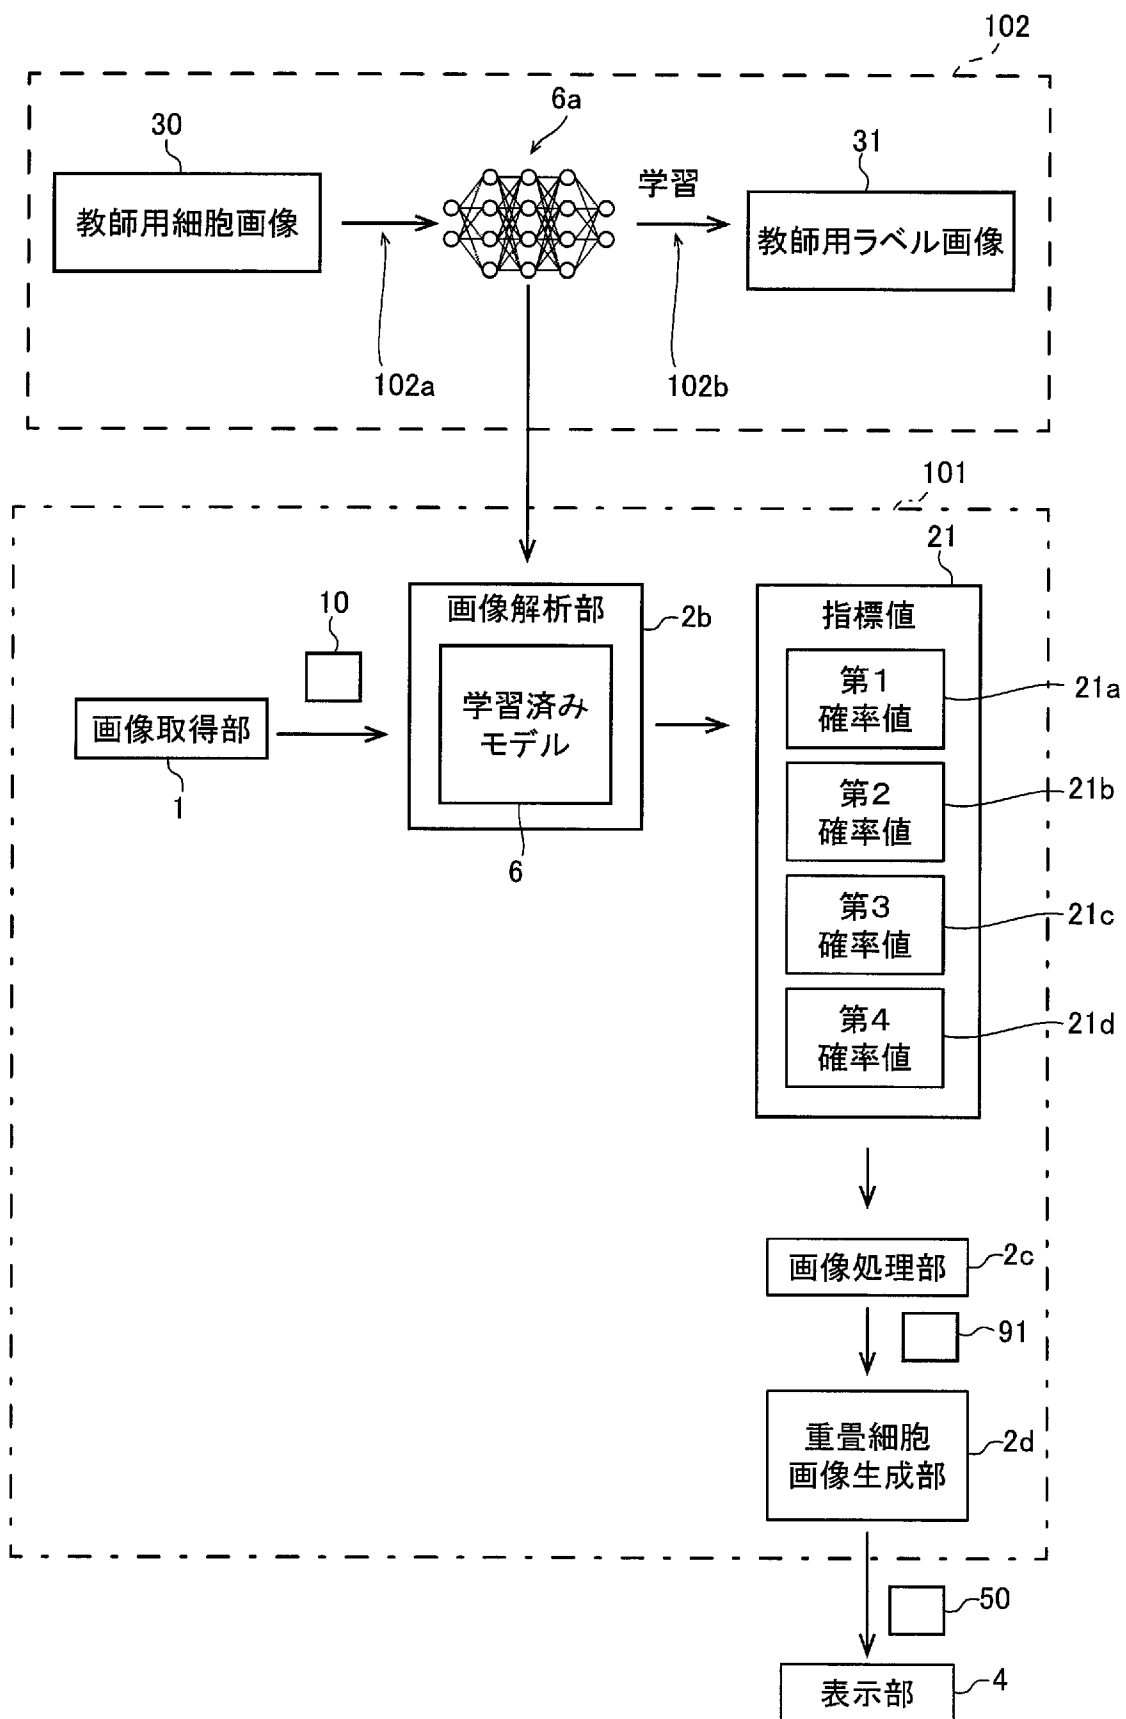 102
6a
30
31
学習
教師用細胞画像
教師用ラベル画像
102a
102b
101
21
10
画像解析部
2b
指標値
第1
確率値
21a
学習済み
モデル
画像取得部
1
6
第2
確率値
21b
第3
確率値
21c
第4
確率値
21d
画像処理部
2c
91
重畳細胞
画像生成部
2d
50
表示部
4